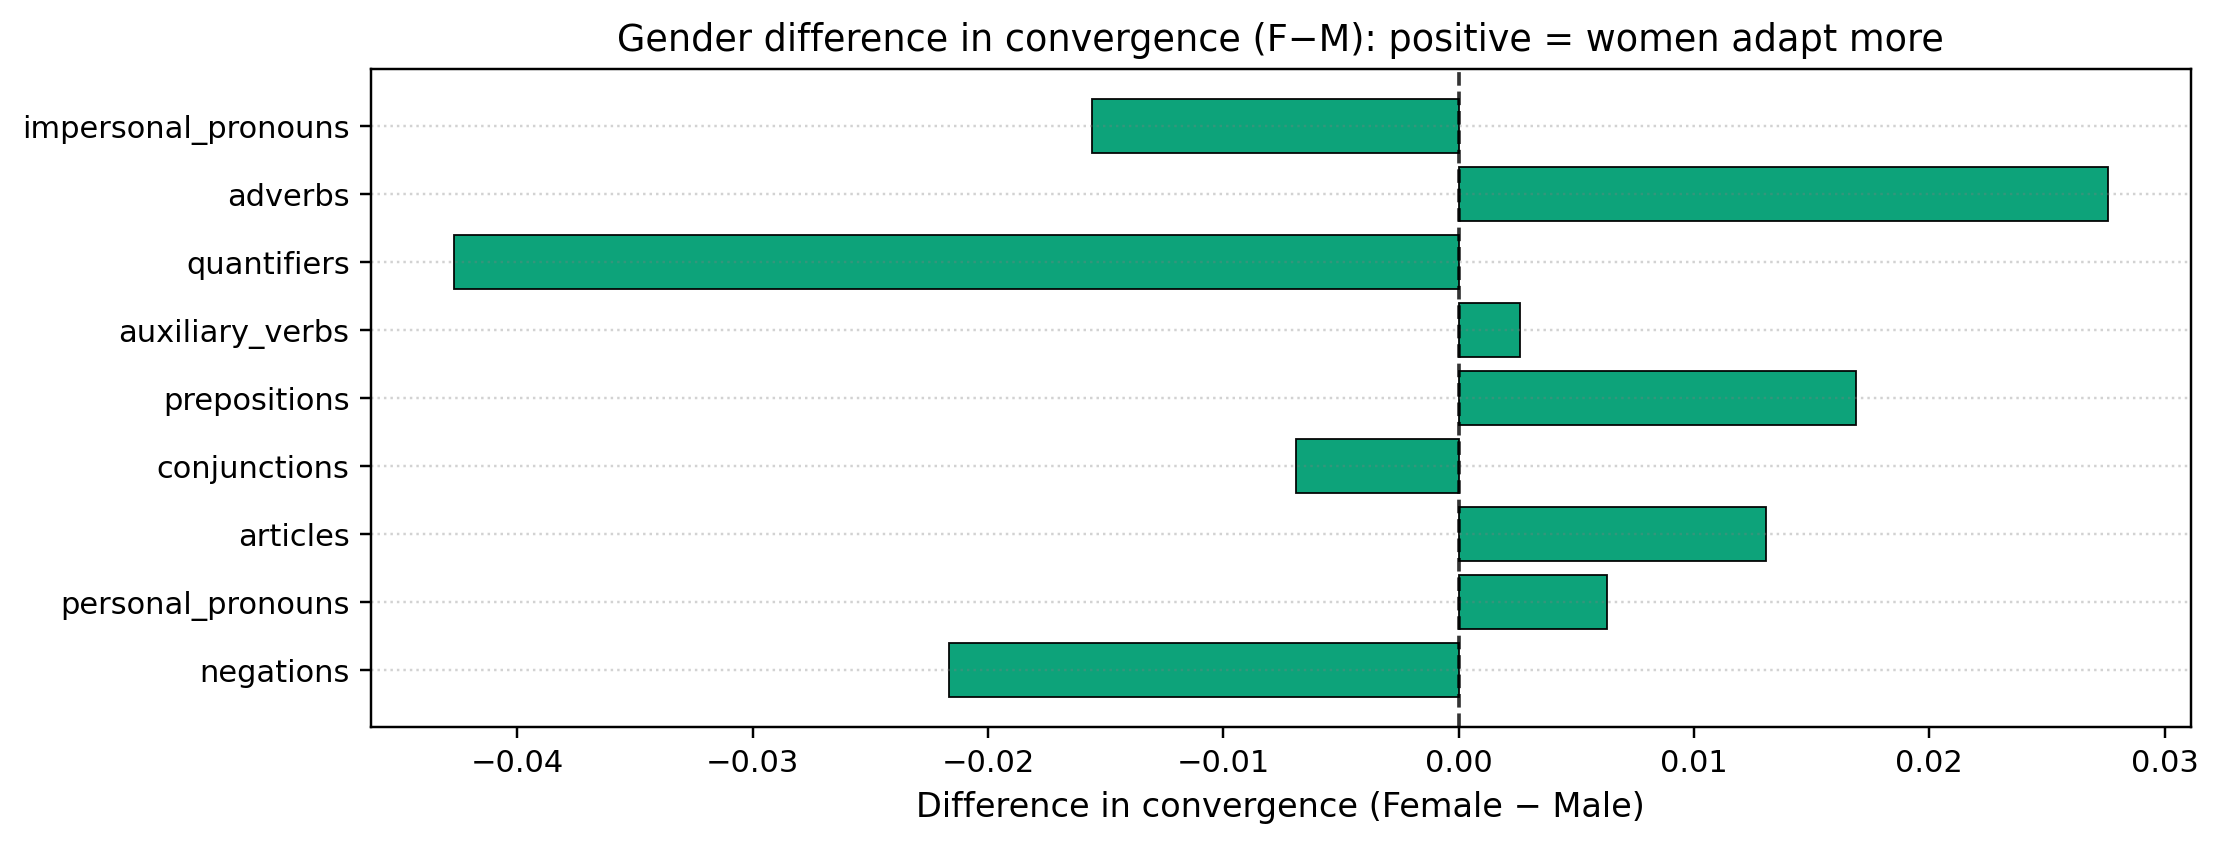 Gender difference in convergence (F−M): positive = women adapt more
impersonal_pronouns
adverbs
quantifiers
auxiliary_verbs
prepositions
conjunctions
articles
personal_pronouns
negations
−0.04 −0.03 −0.02 −0.01 0.00 0.01 0.02 0.03
Difference in convergence (Female − Male)